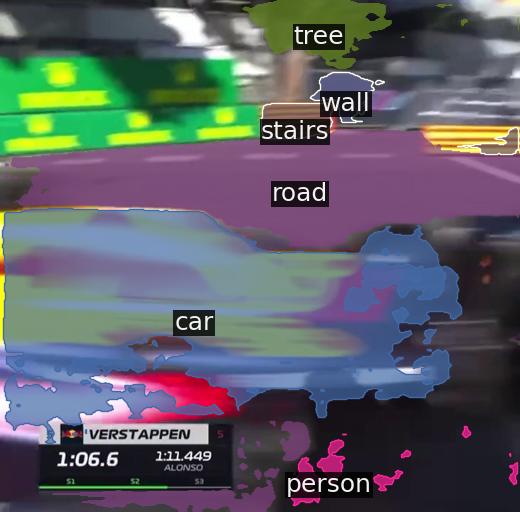 tree
wall
stairs
road
car
VERSTAPPEN 5
1:06.6 1:11.449
ALONSO
S1 S2 S3
person